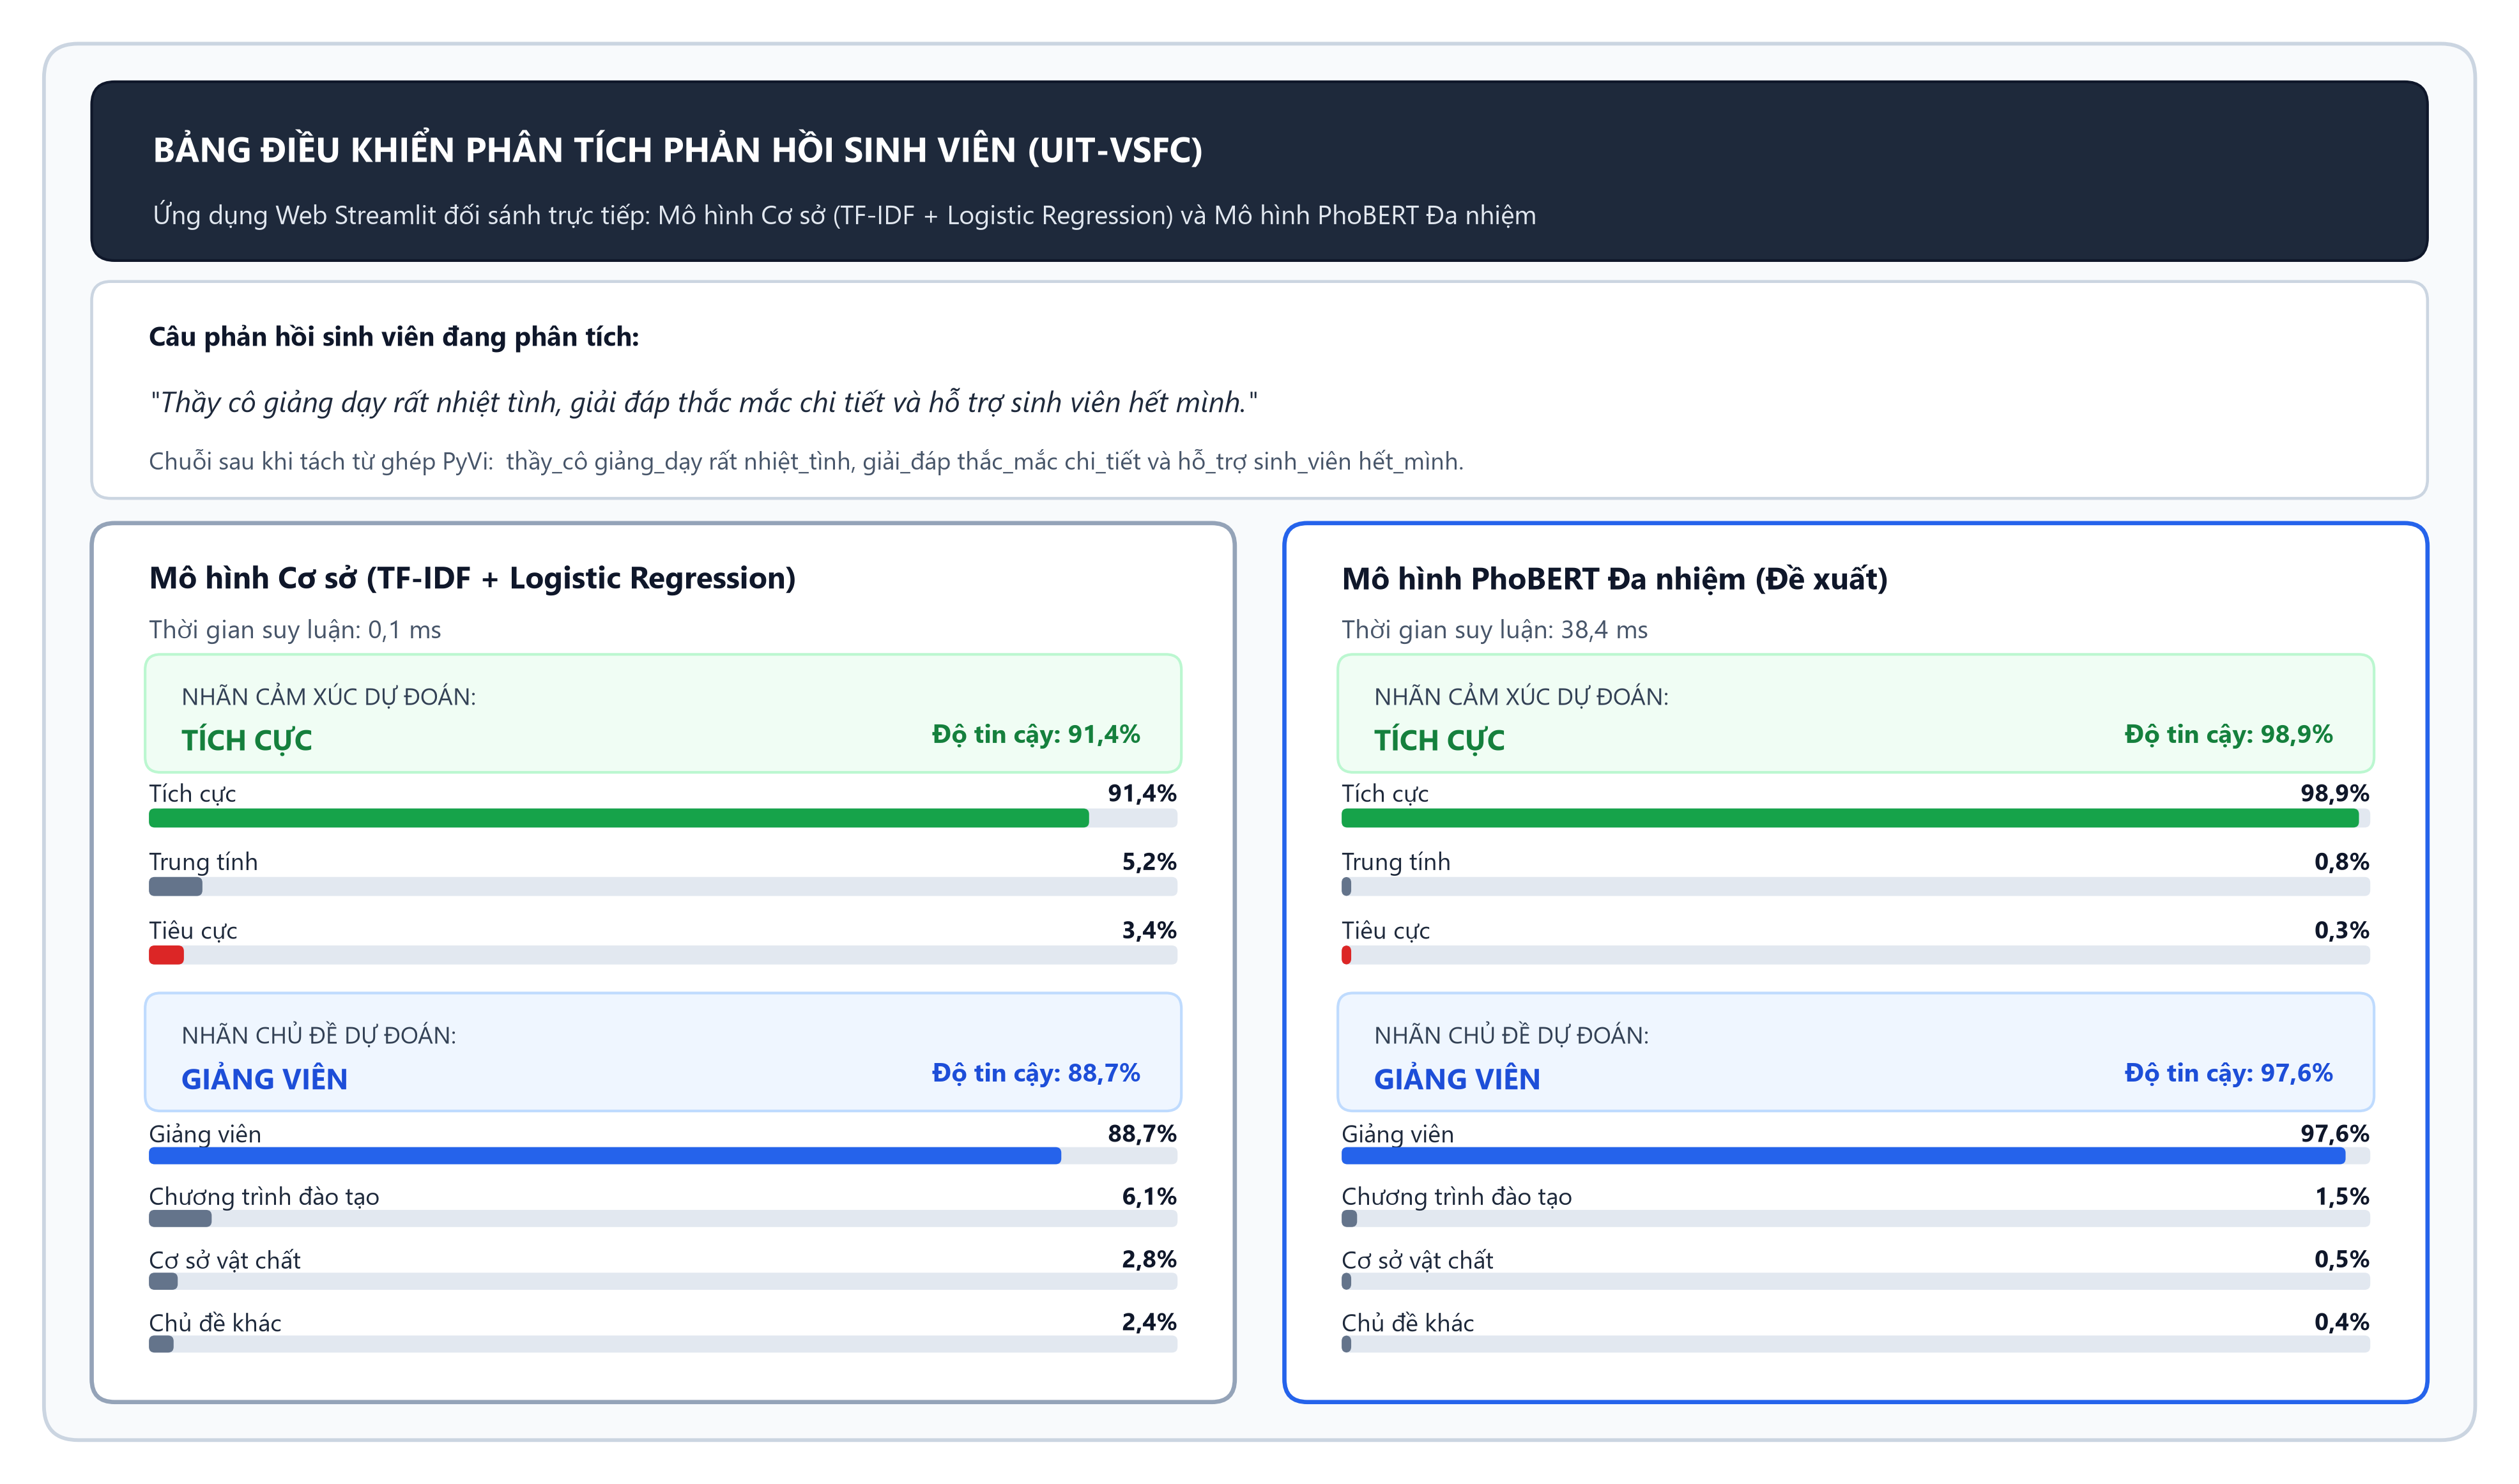 BẢNG ĐIỀU KHIỂN PHÂN TÍCH PHẢN HỒI SINH VIÊN (UIT-VSFC)
Ứng dụng Web Streamlit đối sánh trực tiếp: Mô hình Cơ sở (TF-IDF + Logistic Regression) và Mô hình PhoBERT Đa nhiệm
Câu phản hồi sinh viên đang phân tích:
"Thầy cô giảng dạy rất nhiệt tình, giải đáp thắc mắc chi tiết và hỗ trợ sinh viên hết mình."
Chuỗi sau khi tách từ ghép PyVi: thầy_cô giảng_dạy rất nhiệt_tình, giải_đáp thắc_mắc chi_tiết và hỗ_trợ sinh_viên hết_mình.
Mô hình Cơ sở (TF-IDF + Logistic Regression)
Thời gian suy luận: 0,1 ms
NHÃN CẢM XÚC DỰ ĐOÁN:
TÍCH CỰC Độ tin cậy: 91,4%
Tích cực 91,4%
Trung tính 5,2%
Tiêu cực 3,4%
NHÃN CHỦ ĐỀ DỰ ĐOÁN:
GIẢNG VIÊN Độ tin cậy: 88,7%
Giảng viên 88,7%
Chương trình đào tạo 6,1%
Cơ sở vật chất 2,8%
Chủ đề khác 2,4%
Mô hình PhoBERT Đa nhiệm (Đề xuất)
Thời gian suy luận: 38,4 ms
NHÃN CẢM XÚC DỰ ĐOÁN:
TÍCH CỰC Độ tin cậy: 98,9%
Tích cực 98,9%
Trung tính 0,8%
Tiêu cực 0,3%
NHÃN CHỦ ĐỀ DỰ ĐOÁN:
GIẢNG VIÊN Độ tin cậy: 97,6%
Giảng viên 97,6%
Chương trình đào tạo 1,5%
Cơ sở vật chất 0,5%
Chủ đề khác 0,4%